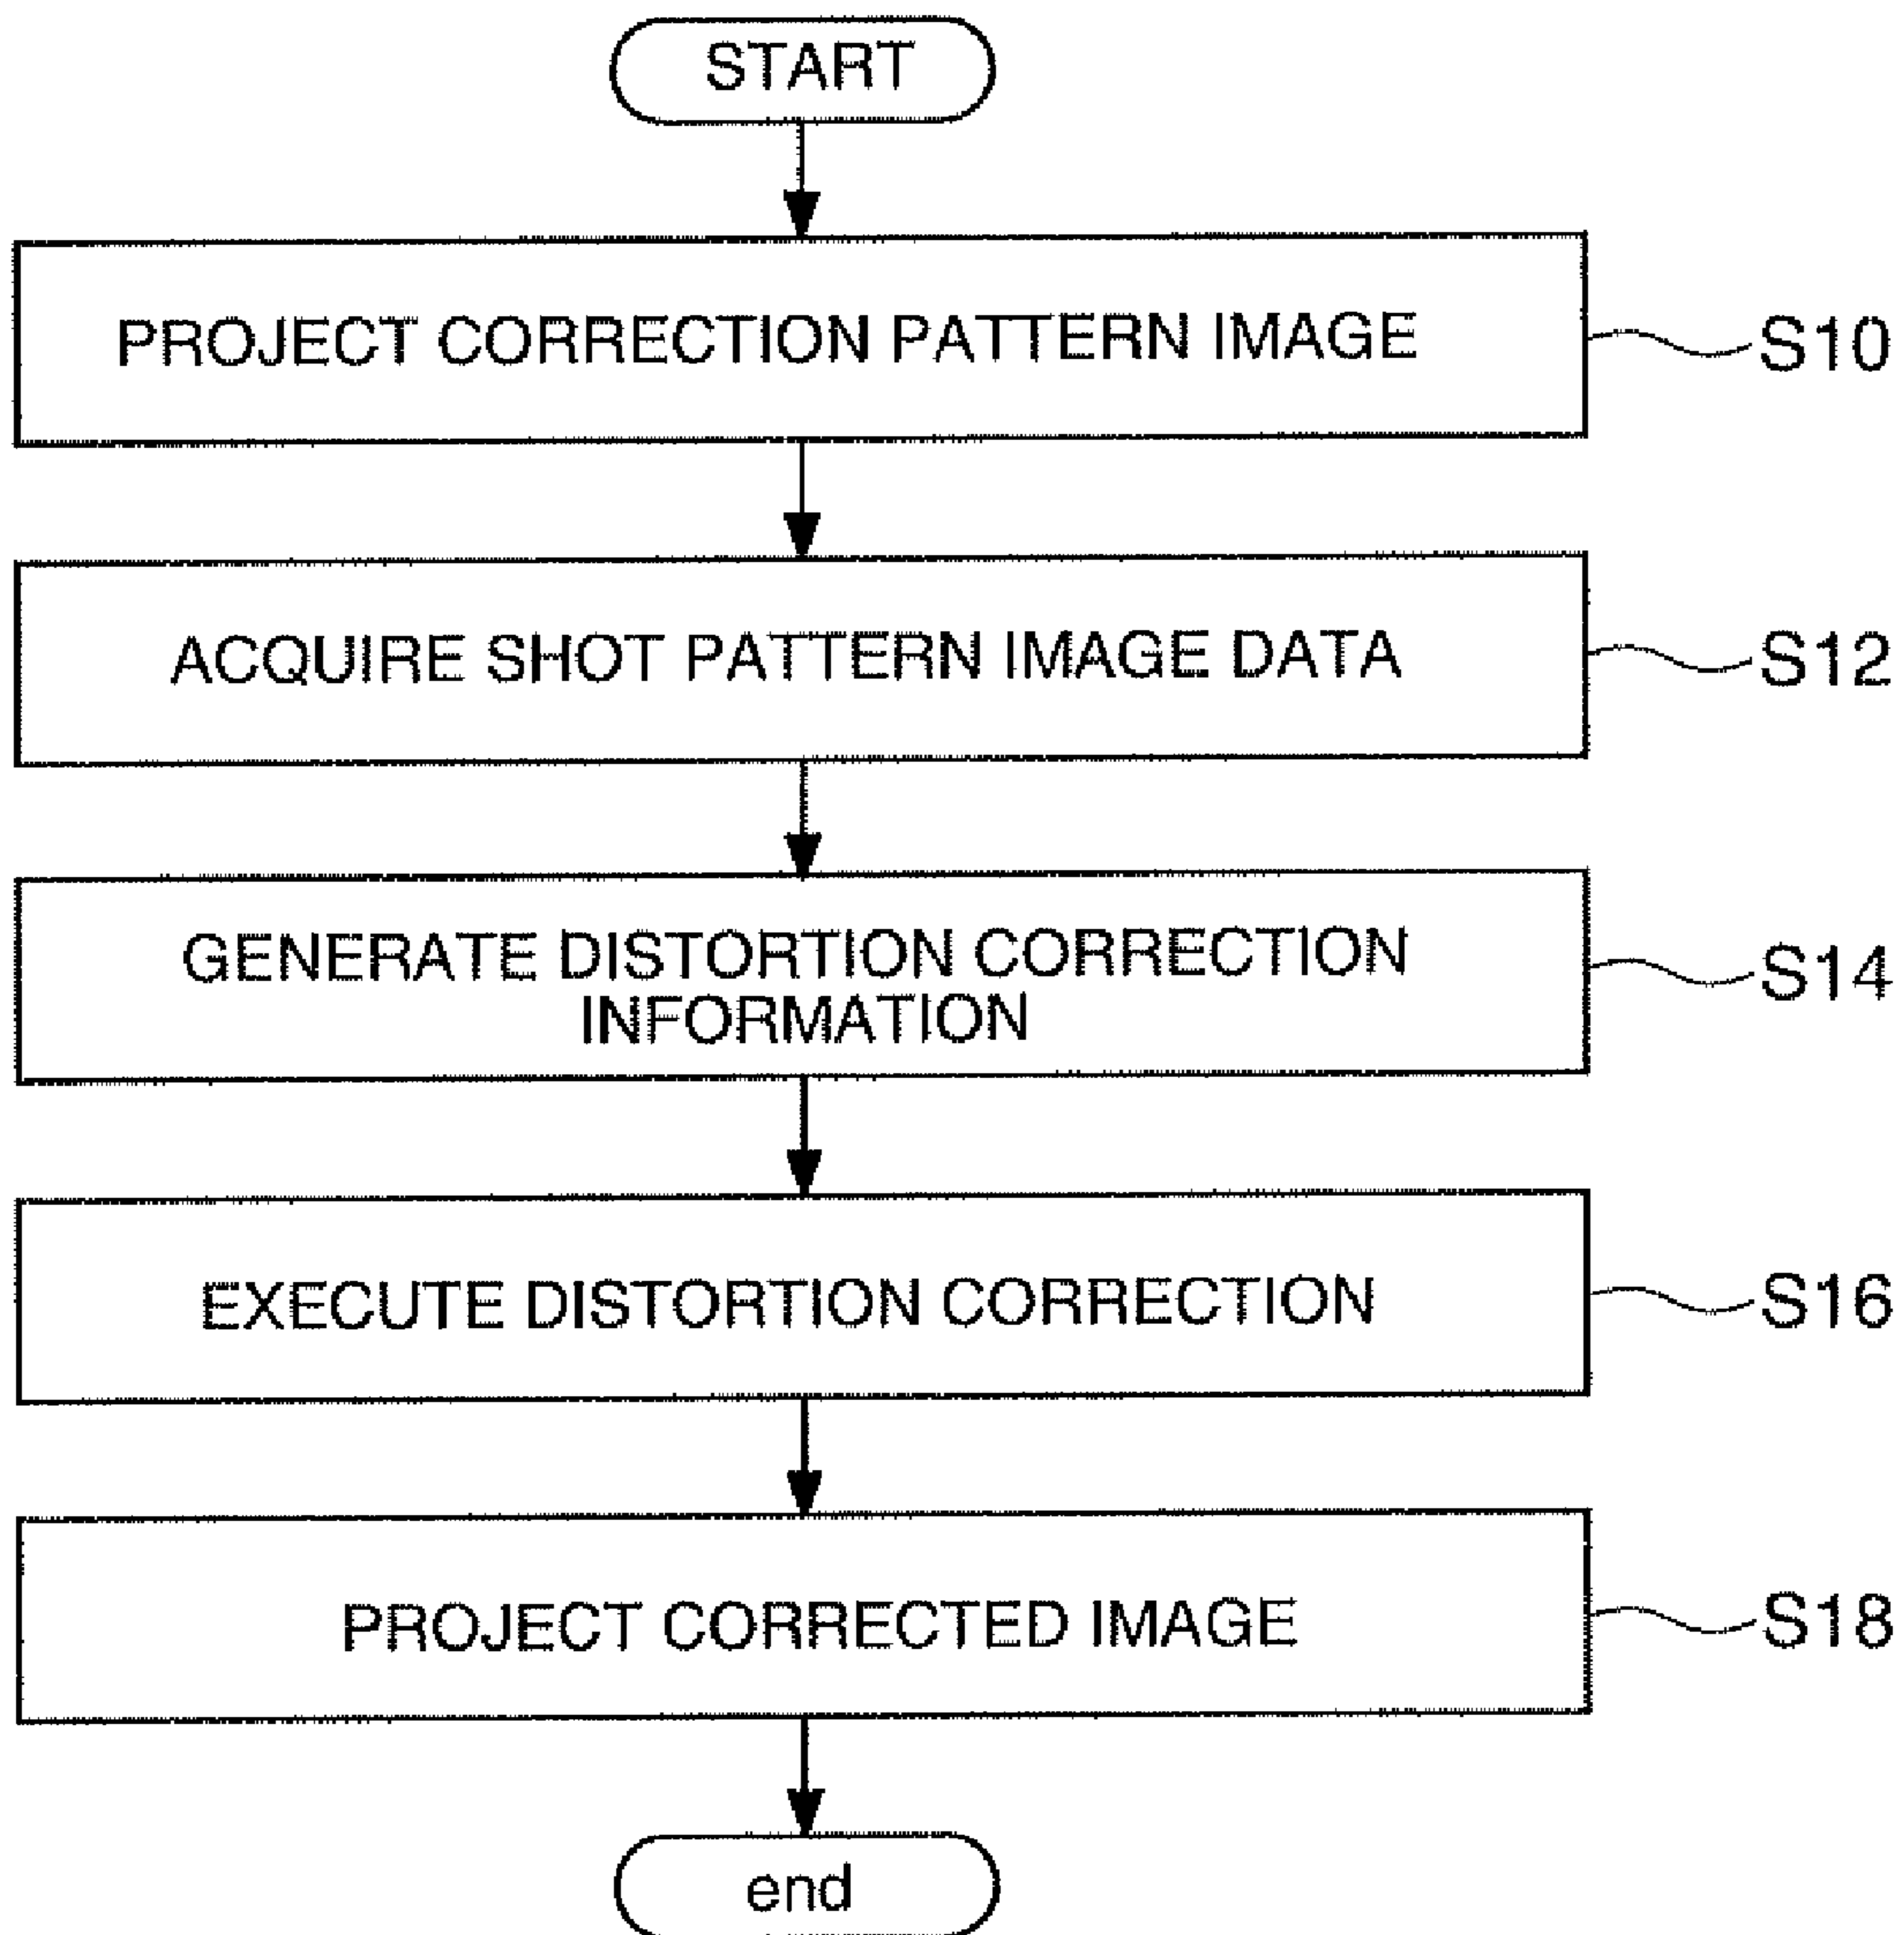 START
PROJECT CORRECTION PATTERN IMAGE
S10
ACQUIRE SHOT PATTERN IMAGE DATA
S12
GENERATE DISTORTION CORRECTION
INFORMATION
S14
EXECUTE DISTORTION CORRECTION
S16
PROJECT CORRECTED IMAGE
S18
end